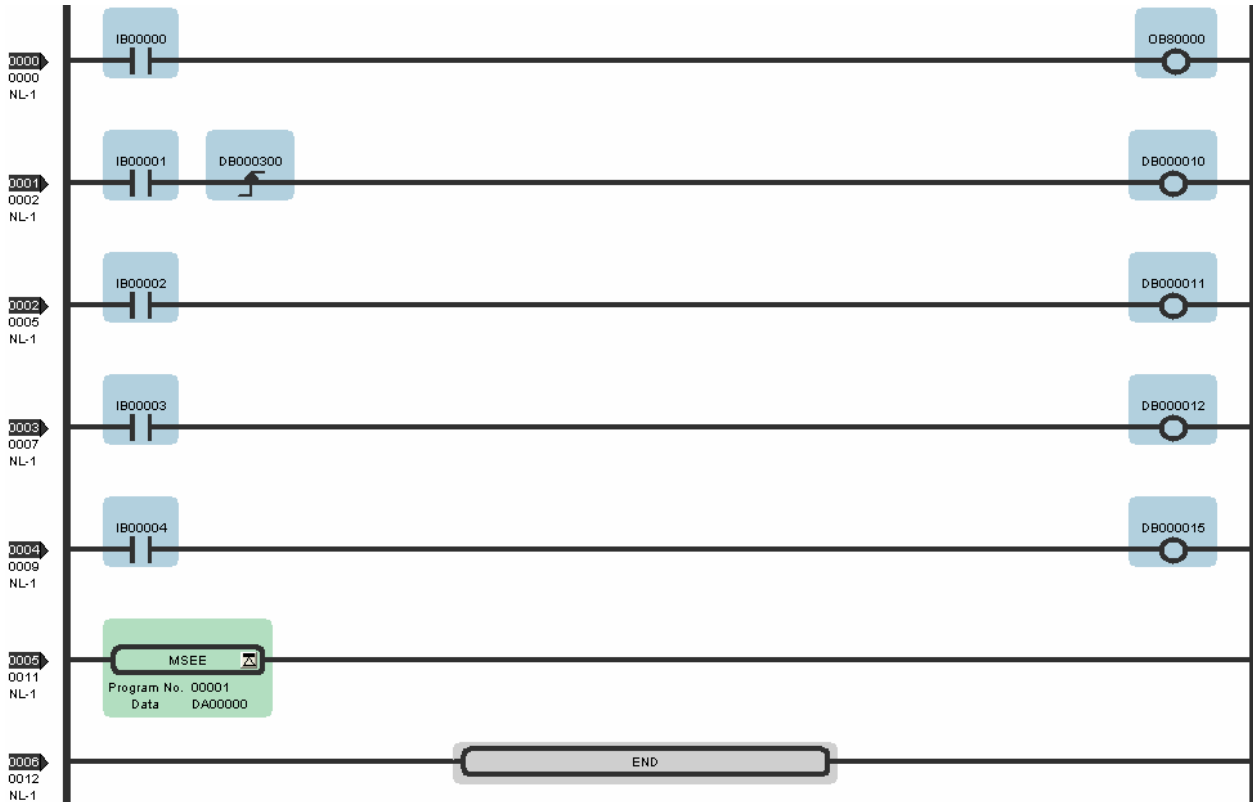 IB00000 OB80000
0000
0000
NL-1
IB00001 DB000300 DB000010
0001
0002
NL-1
IB00002 DB000011
0002
0005
NL-1
IB00003 DB000012
0003
0007
NL-1
IB00004 DB000015
0004
0009
NL-1
0005 MSEE
0011
NL-1
Program No. 00001
Data DA00000
0006 END
0012
NL-1